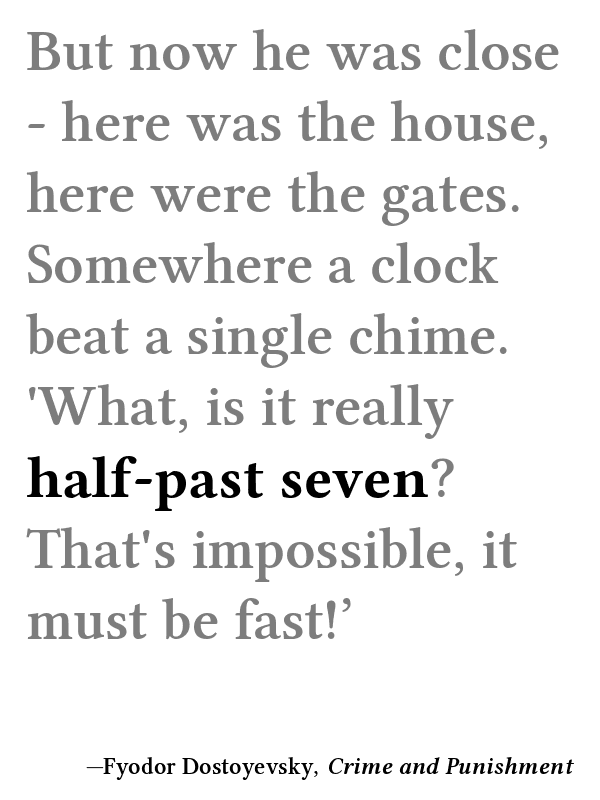 But now he was close
- here was the house,
here were the gates.
Somewhere a clock
beat a single chime.
'What, is it really
half-past seven?
That's impossible, it
must be fast!’
—Fyodor Dostoyevsky, Crime and Punishment